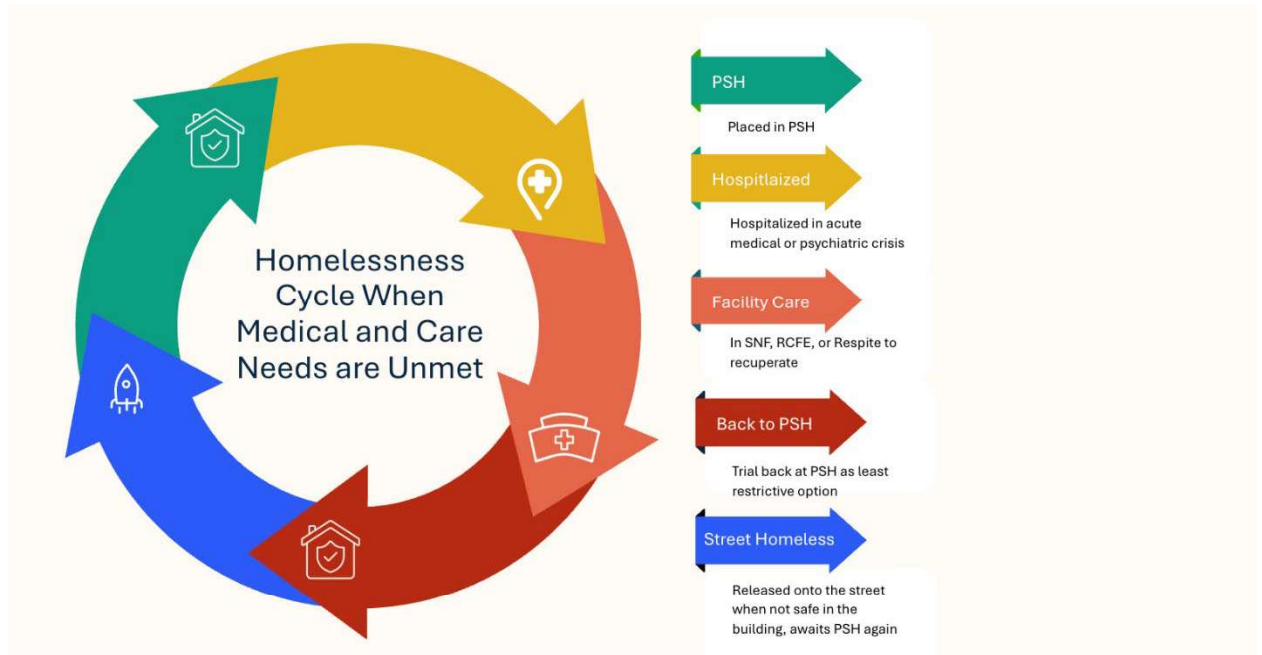 Homelessness
Cycle When
Medical and Care
Needs are Unmet
PSH
Placed in PSH
Hospitlaized
Hospitalized in acute
medical or psychiatric crisis
Facility Care
In SNF, RCFE, or Respite to
recuperate
Back to PSH
Trial back at PSH as least
restrictive option
Street Homeless
Released onto the street
when not safe in the
building, awaits PSH again